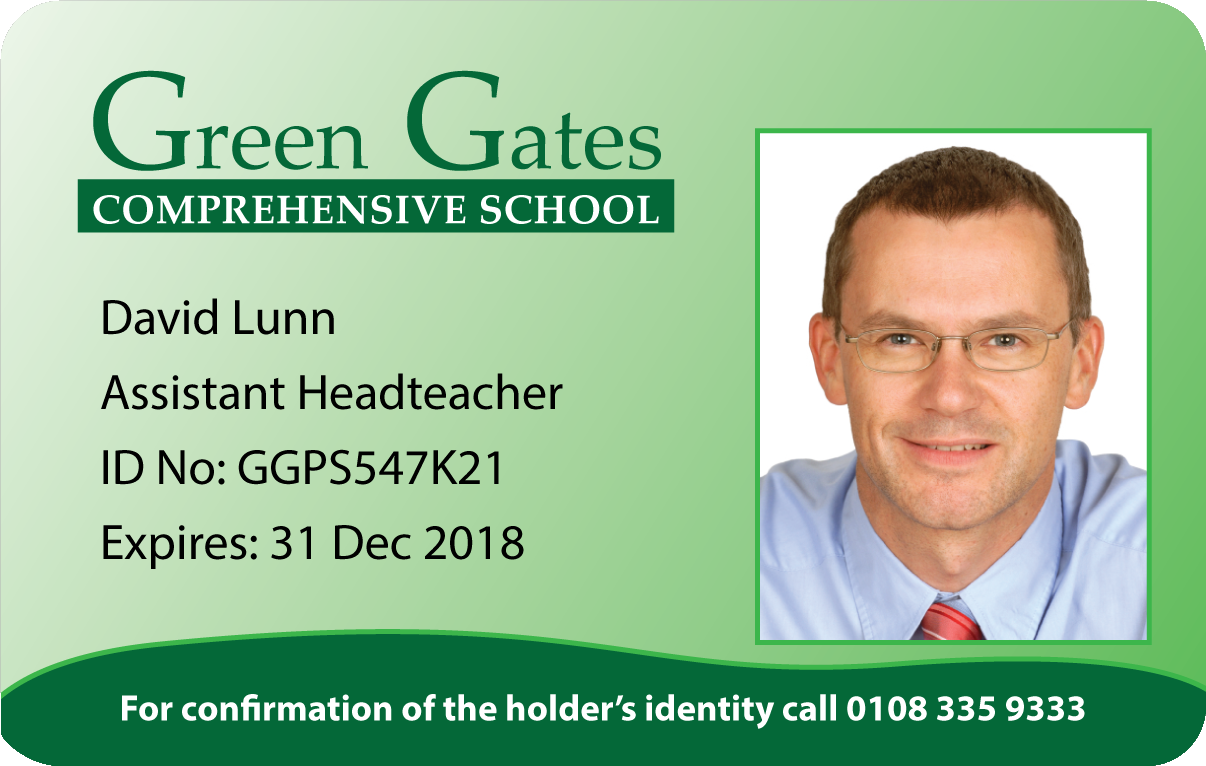 Green Gates
COMPREHENSIVE SCHOOL
David Lunn
Assistant Headteacher
ID No: GGPS547K21
Expires: 31 Dec 2018
For confirmation of the holder’s identity call 0108 335 9333